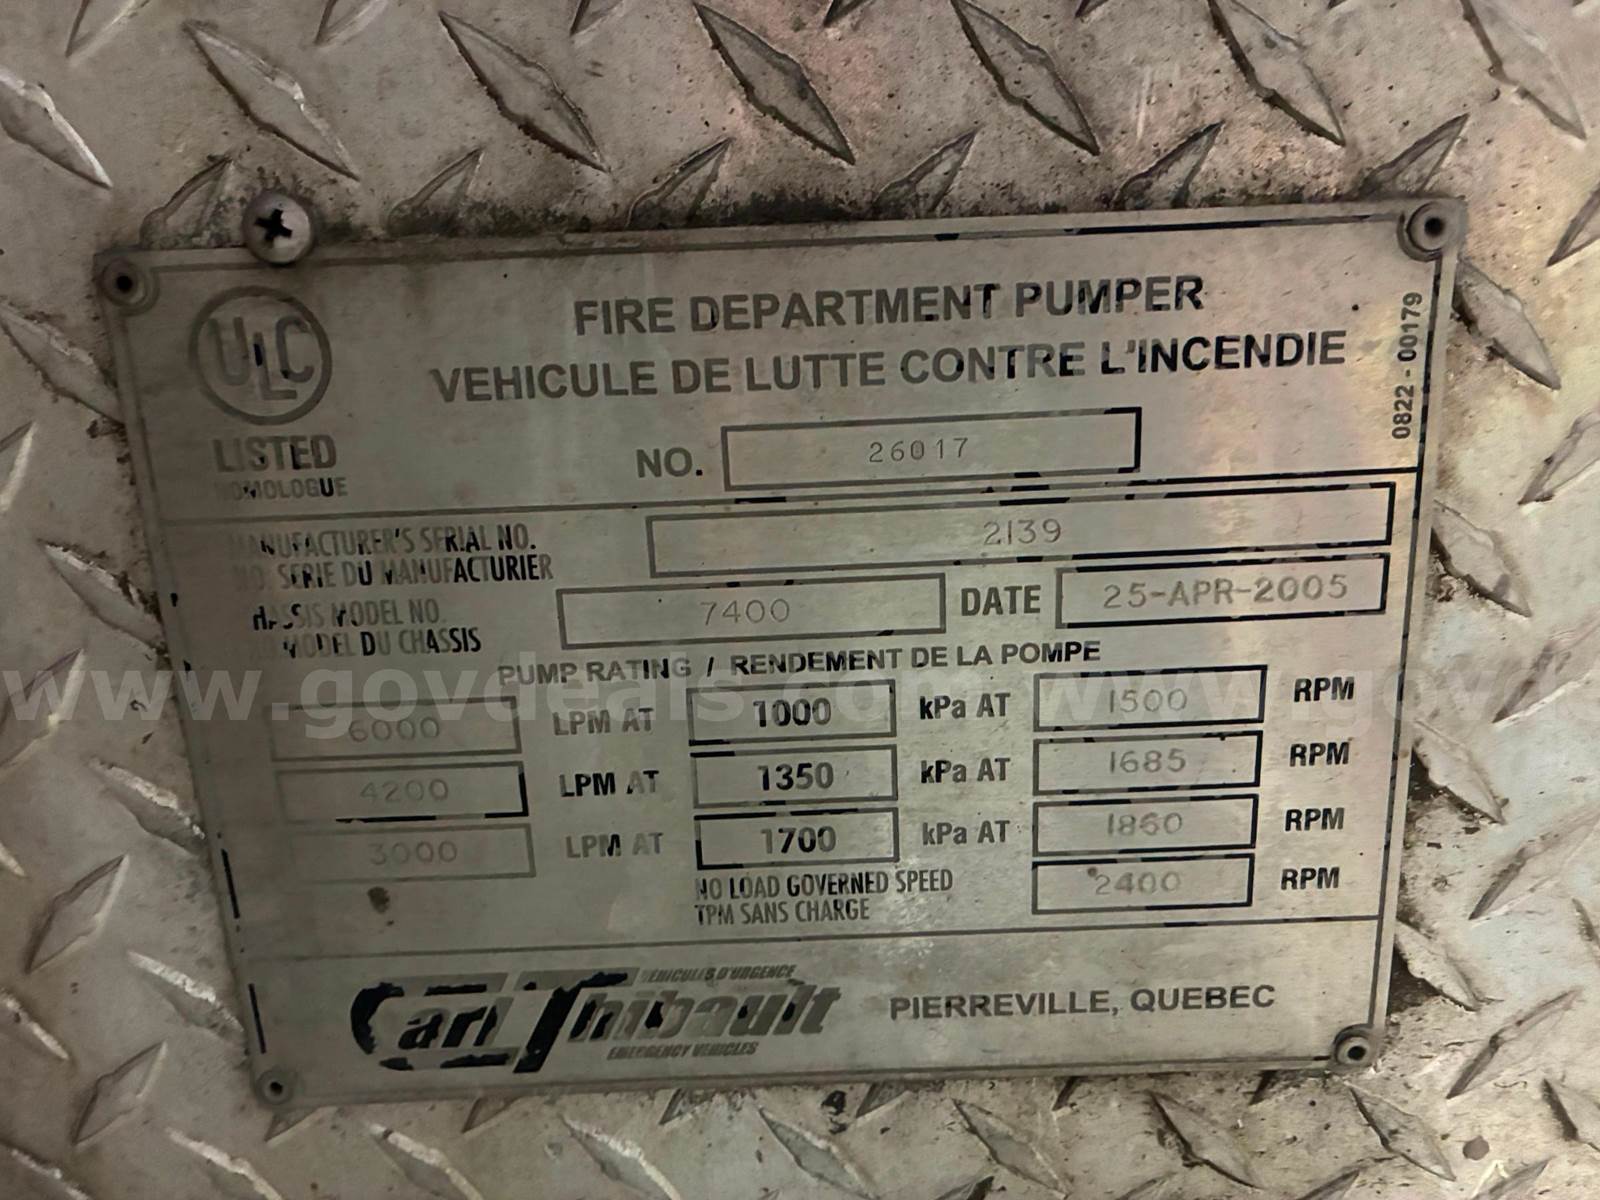 ULC
LISTED
HOMOLOGUE
FIRE DEPARTMENT PUMPER
VEHICULE DE LUTTE CONTRE L'INCENDIE
0822 - 00179
NO. 26017
MANUFACTURER'S SERIAL NO. 2139
NO. SERIE DU MANUFACTURIER
CHASSIS MODEL NO. 7400 DATE 25-APR-2005
NO MODEL DU CHASSIS
PUMP RATING / RENDEMENT DE LA POMPE
www.govdeals.com www.gov
6000 LPM AT 1000 kPa AT 1500 RPM
4200 LPM AT 1350 kPa AT 1685 RPM
3000 LPM AT 1700 kPa AT 1860 RPM
NO LOAD GOVERNED SPEED 2400 RPM
TPM SANS CHARGE
VEHICULES D'URGENCE
Carl Thibault
EMERGENCY VEHICLES
PIERREVILLE, QUEBEC